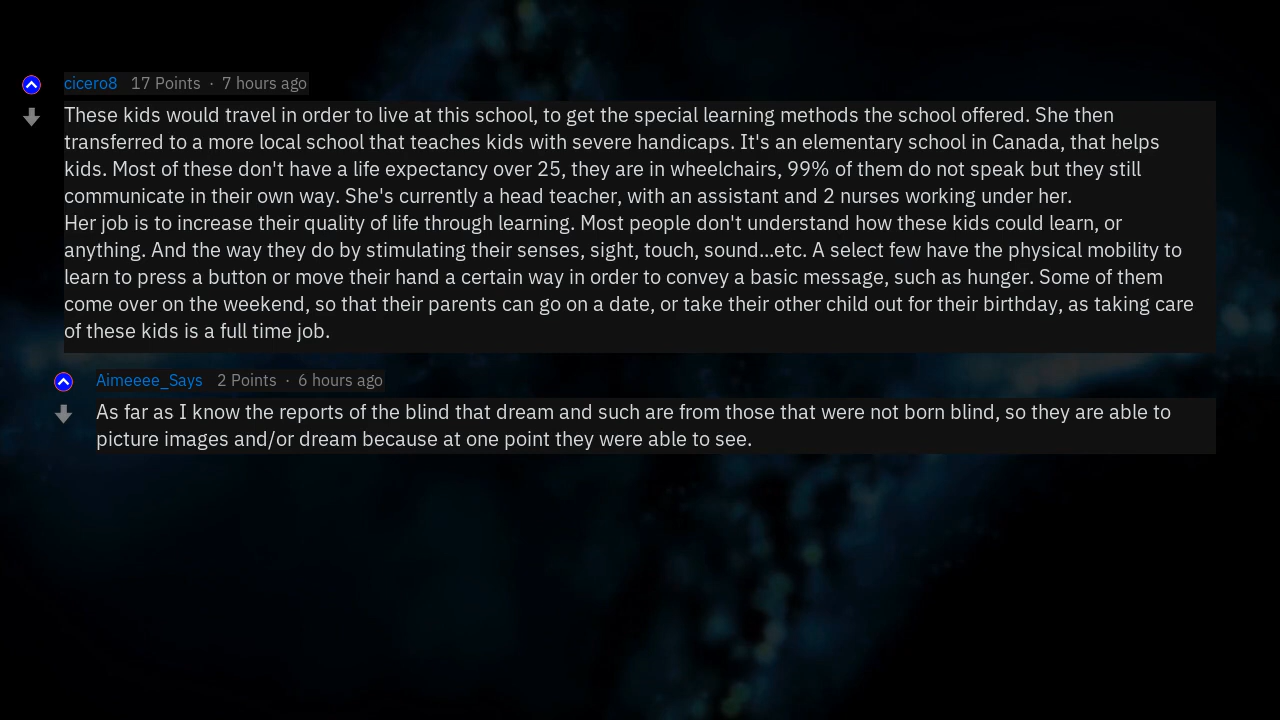 cicero8 17 Points · 7 hours ago
These kids would travel in order to live at this school, to get the special learning methods the school offered. She then
transferred to a more local school that teaches kids with severe handicaps. It's an elementary school in Canada, that helps
kids. Most of these don't have a life expectancy over 25, they are in wheelchairs, 99% of them do not speak but they still
communicate in their own way. She's currently a head teacher, with an assistant and 2 nurses working under her.
Her job is to increase their quality of life through learning. Most people don't understand how these kids could learn, or
anything. And the way they do by stimulating their senses, sight, touch, sound...etc. A select few have the physical mobility to
learn to press a button or move their hand a certain way in order to convey a basic message, such as hunger. Some of them
come over on the weekend, so that their parents can go on a date, or take their other child out for their birthday, as taking care
of these kids is a full time job.
Aimeeee_Says 2 Points · 6 hours ago
As far as I know the reports of the blind that dream and such are from those that were not born blind, so they are able to
picture images and/or dream because at one point they were able to see.